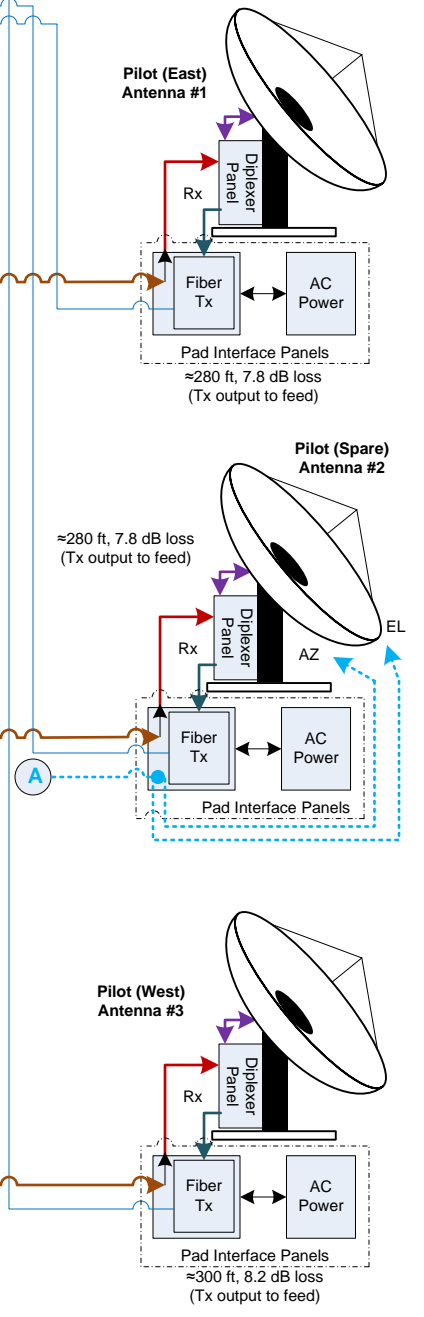 Pilot (East)
Antenna #1
Diplexer
Panel
Rx
Fiber
Tx
AC
Power
Pad Interface Panels
≈280 ft, 7.8 dB loss
(Tx output to feed)
Pilot (Spare)
Antenna #2
≈280 ft, 7.8 dB loss
(Tx output to feed)
Diplexer
Panel
EL
AZ
Rx
Fiber
Tx
AC
Power
A
Pad Interface Panels
Pilot (West)
Antenna #3
Diplexer
Panel
Rx
Fiber
Tx
AC
Power
Pad Interface Panels
≈300 ft, 8.2 dB loss
(Tx output to feed)